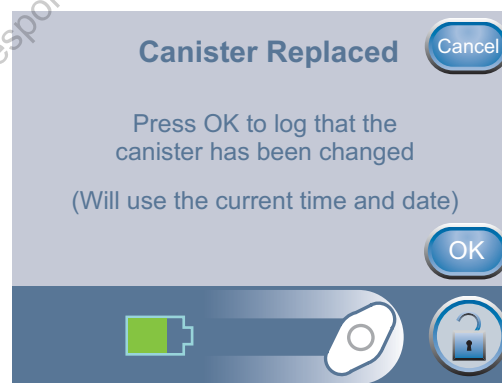 Canister Replaced
Cancel
Press OK to log that the
canister has been changed
(Will use the current time and date)
OK